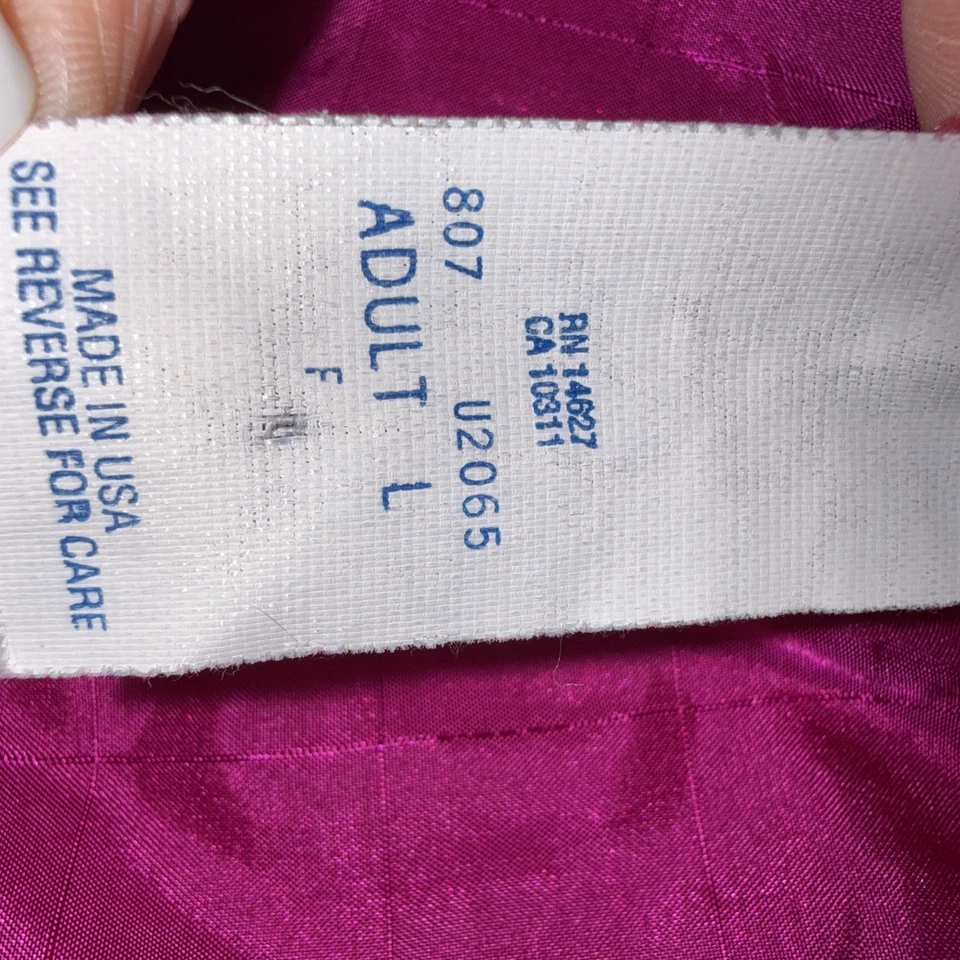 RN 14627
CA 10311
807 U2065
ADULT L
F
MADE IN USA
SEE REVERSE FOR CARE